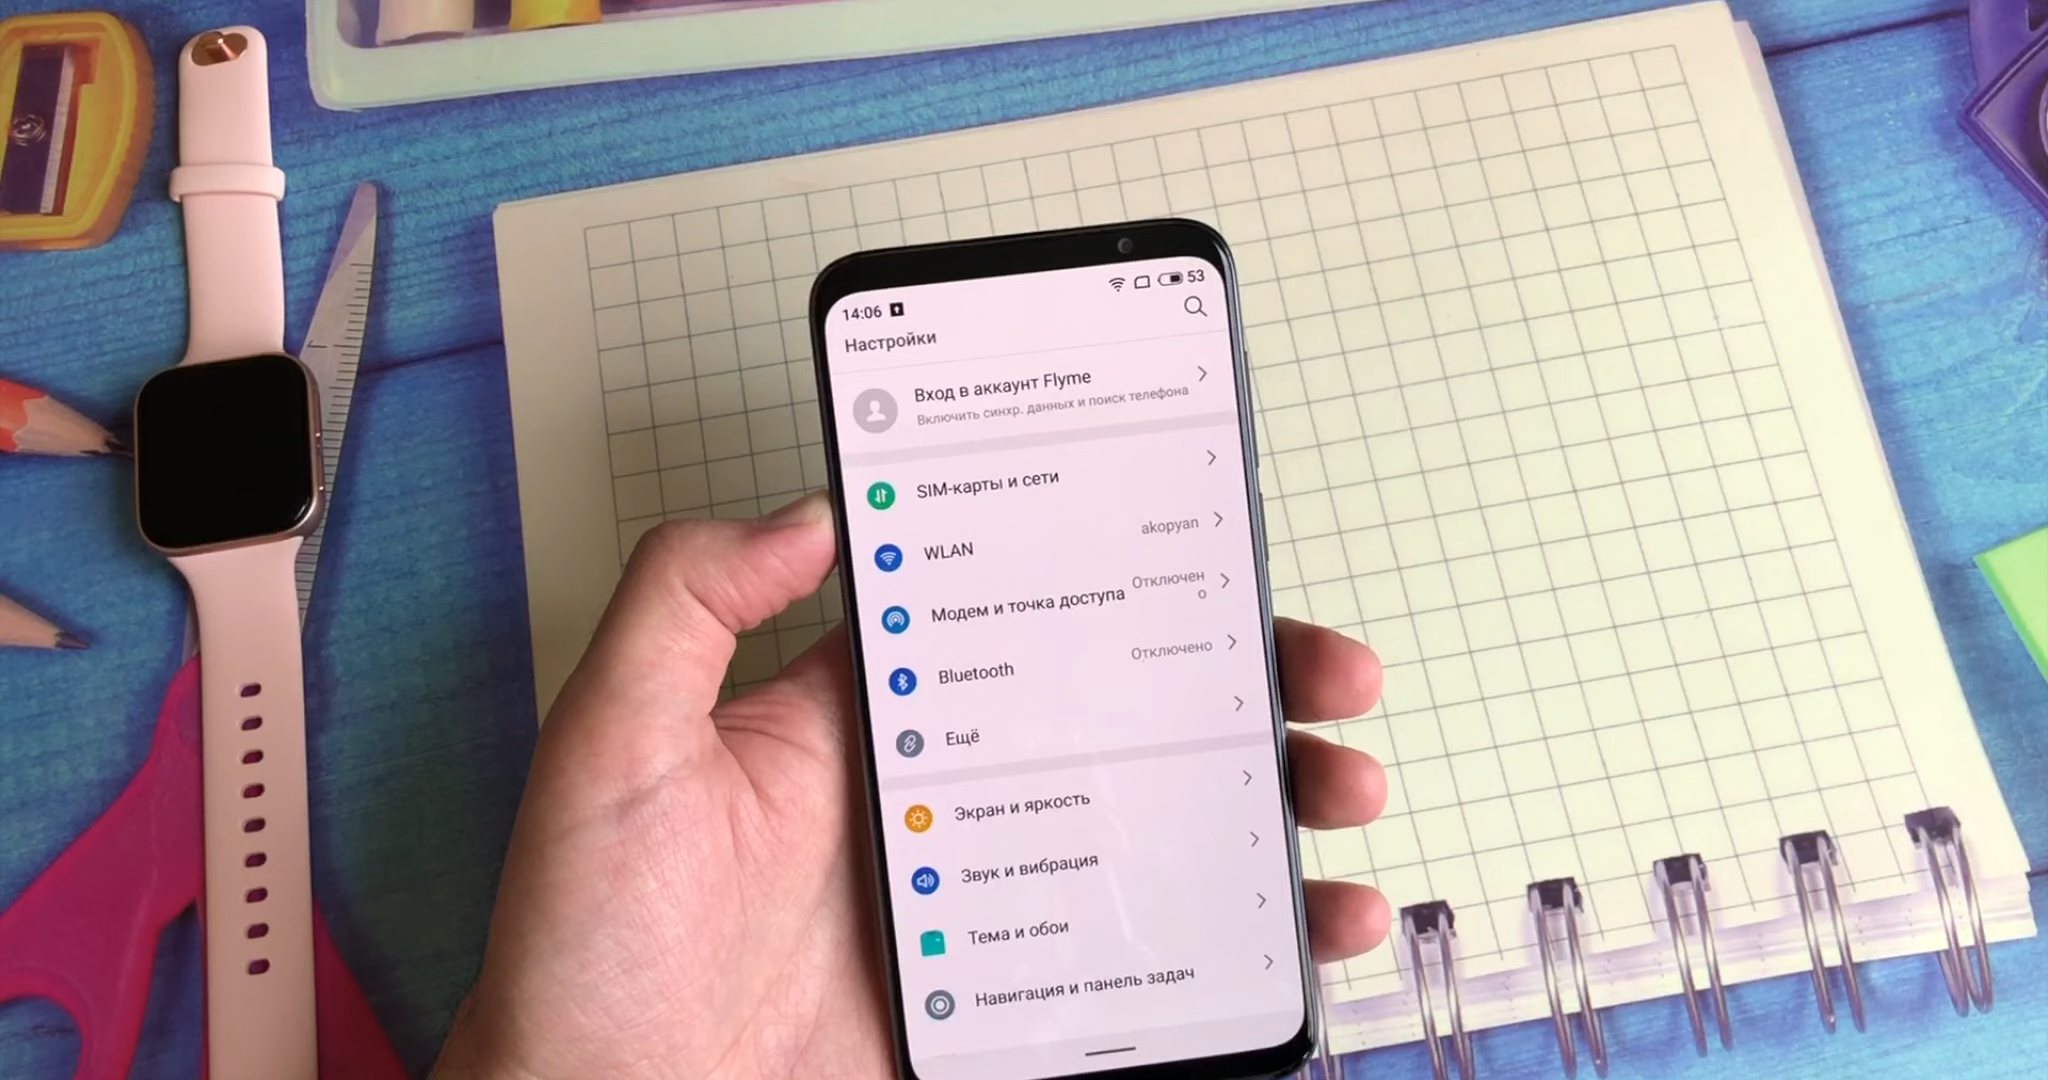 14:06
53
Настройки
Вход в аккаунт Flyme
Включить синхр. данных и поиск телефона
SIM-карты и сети
WLAN
akopyan
Модем и точка доступа
Отключен
о
Bluetooth
Отключено
Ещё
Экран и яркость
Звук и вибрация
Тема и обои
Навигация и панель задач